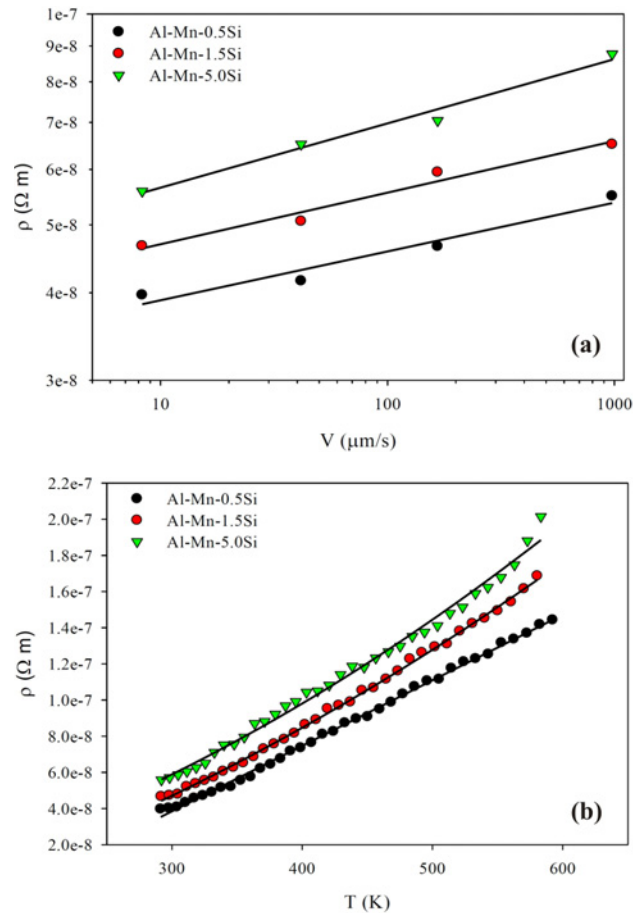 1e-7
9e-8
8e-8
7e-8
6e-8
5e-8
4e-8
3e-8
ρ (Ω m)
Al-Mn-0.5Si
Al-Mn-1.5Si
Al-Mn-5.0Si
(a)
10 100 1000
V (μm/s)
2.2e-7
2.0e-7
1.8e-7
1.6e-7
1.4e-7
1.2e-7
1.0e-7
8.0e-8
6.0e-8
4.0e-8
2.0e-8
ρ (Ω m)
Al-Mn-0.5Si
Al-Mn-1.5Si
Al-Mn-5.0Si
(b)
300 400 500 600
T (K)